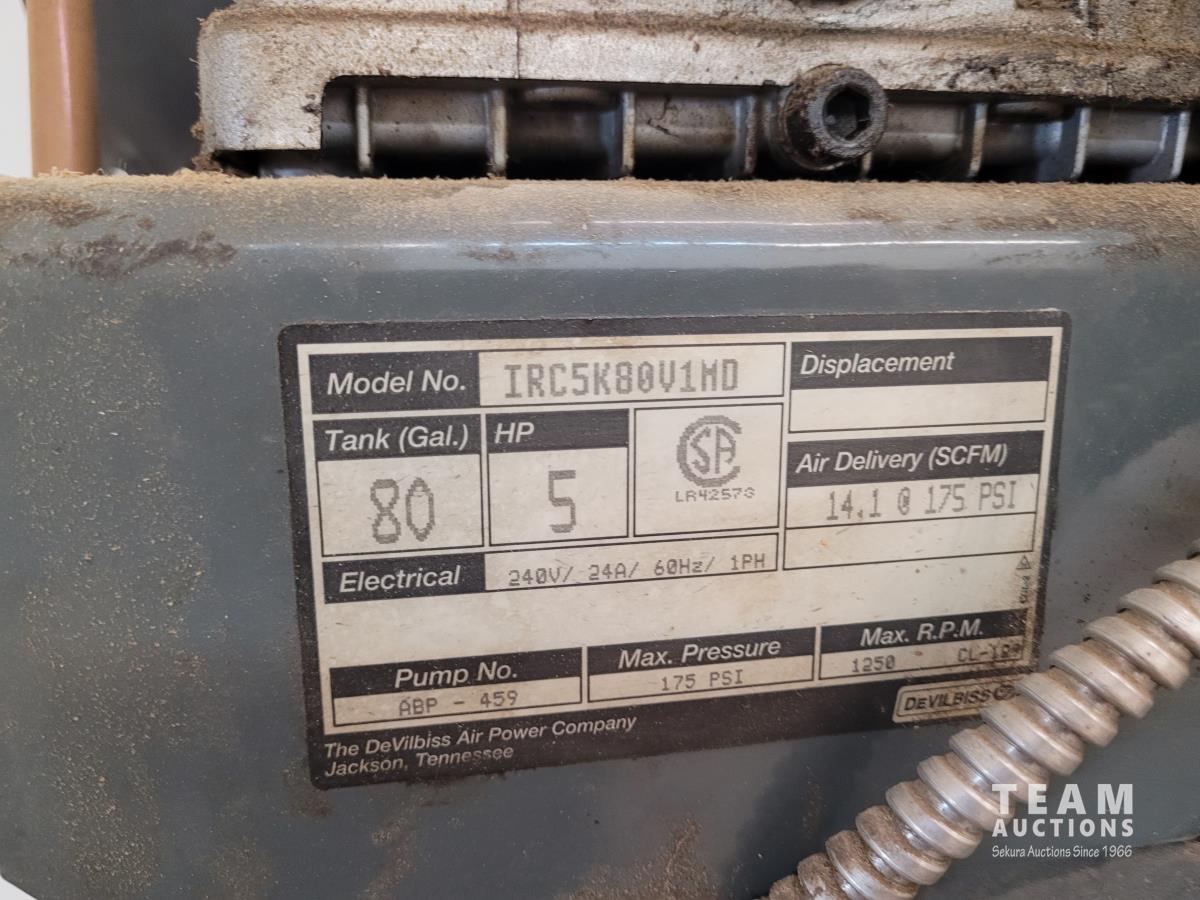 Model No. IRC5K80V1MD
Displacement
Tank (Gal.) HP
80 5
CSA
LR42573
Air Delivery (SCFM)
14.1 @ 175 PSI
Electrical 240V/ 24A/ 60Hz/ 1PH
Pump No. Max. Pressure Max. R.P.M.
ABP - 459 175 PSI 1250
The DeVilbiss Air Power Company
Jackson, Tennessee
DEVILBISS
TEAM
AUCTIONS
Sekura Auctions Since 1966